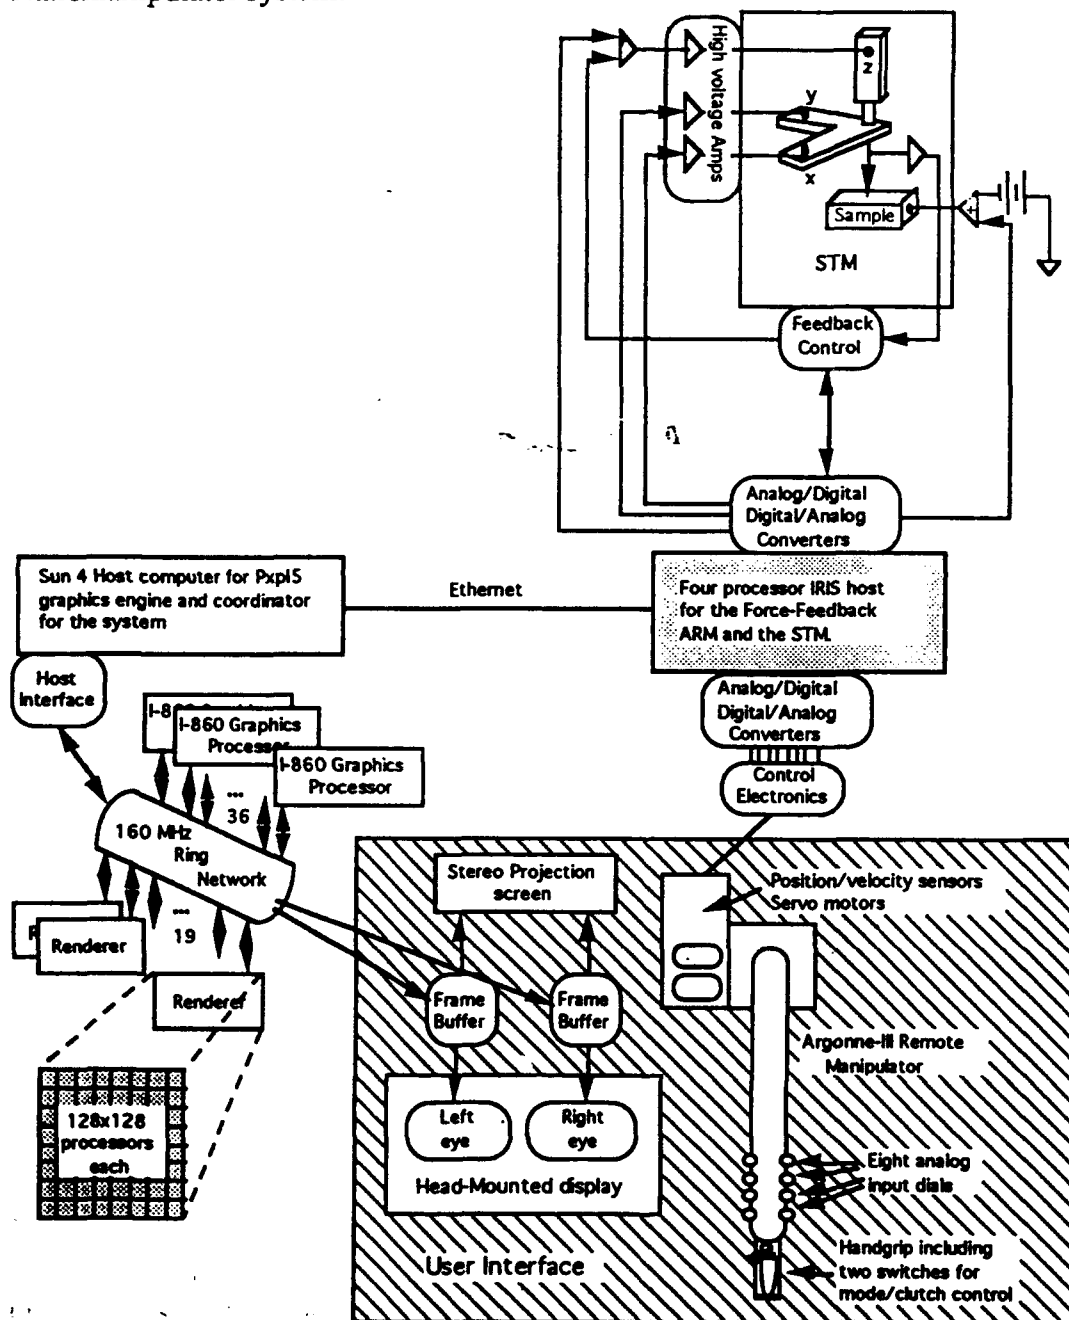 High voltage Amps
z
y
x
Sample
+
STM
Feedback
Control
Analog/Digital
Digital/Analog
Converters
Sun 4 Host computer for Pxpl5
graphics engine and coordinator
for the system
Ethernet
Four processor IRIS host
for the Force-Feedback
ARM and the STM.
Host
Interface
Analog/Digital
Digital/Analog
Converters
Control
Electronics
I-860 Graphics
Processor
I-860 Graphics
Processor
...
36
160 MHz
Ring
Network
...
19
Renderer
Renderer
128x128
processors
each
Stereo Projection
screen
Position/velocity sensors
Servo motors
Frame
Buffer
Frame
Buffer
Argonne-III Remote
Manipulator
Left
eye
Right
eye
Head-Mounted display
Eight analog
input dials
User Interface
Handgrip including
two switches for
mode/clutch control